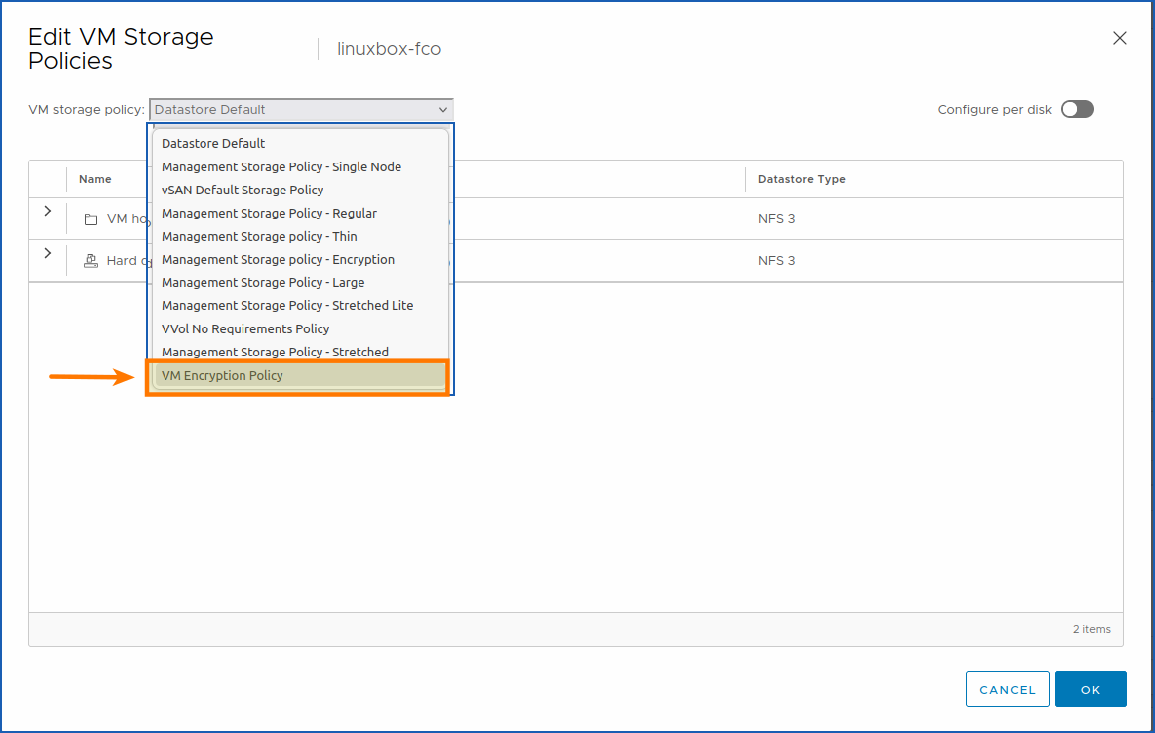 Edit VM Storage
Policies
linuxbox-fco
VM storage policy:
Datastore Default
Configure per disk
Datastore Default
Management Storage Policy - Single Node
vSAN Default Storage Policy
Management Storage Policy - Regular
Management Storage policy - Thin
Management Storage policy - Encryption
Management Storage Policy - Large
Management Storage Policy - Stretched Lite
VVol No Requirements Policy
Management Storage Policy - Stretched
VM Encryption Policy
Name
Datastore Type
VM
NFS 3
Hard
NFS 3
2 items
CANCEL
OK